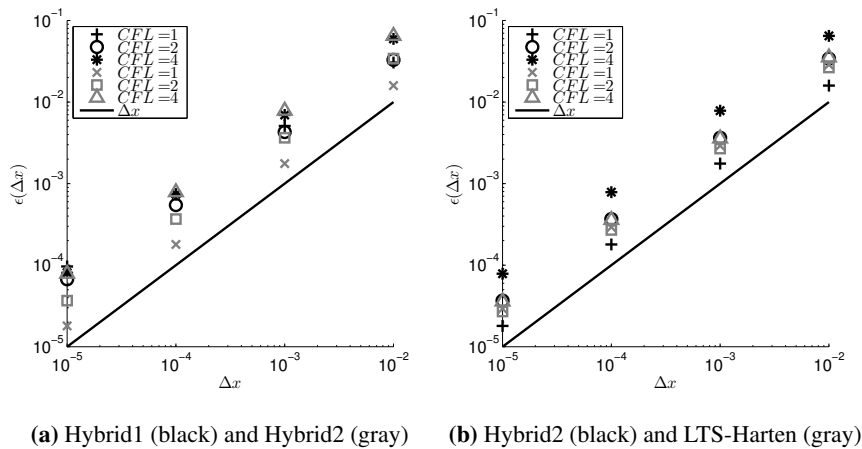 10^-1
10^-2
10^-3
10^-4
10^-5
ϵ(Δx)
CFL=1
CFL=2
CFL=4
CFL=1
CFL=2
CFL=4
Δx
10^-5
10^-4
10^-3
10^-2
Δx
(a) Hybrid1 (black) and Hybrid2 (gray)
10^-1
10^-2
10^-3
10^-4
10^-5
ϵ(Δx)
CFL=1
CFL=2
CFL=4
CFL=1
CFL=2
CFL=4
Δx
10^-5
10^-4
10^-3
10^-2
Δx
(b) Hybrid2 (black) and LTS-Harten (gray)